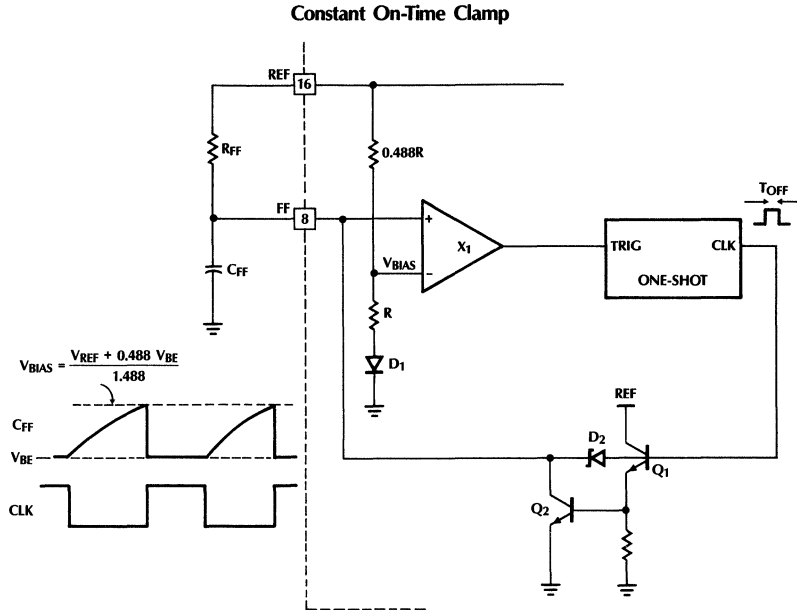 Constant On-Time Clamp
REF
16
RFF
0.488R
FF
8
TOFF
+
X1
TRIG
CLK
ONE-SHOT
VBIAS
−
CFF
R
D1
VBIAS = VREF + 0.488 VBE
1.488
REF
CFF
D2
VBE
Q1
CLK
Q2